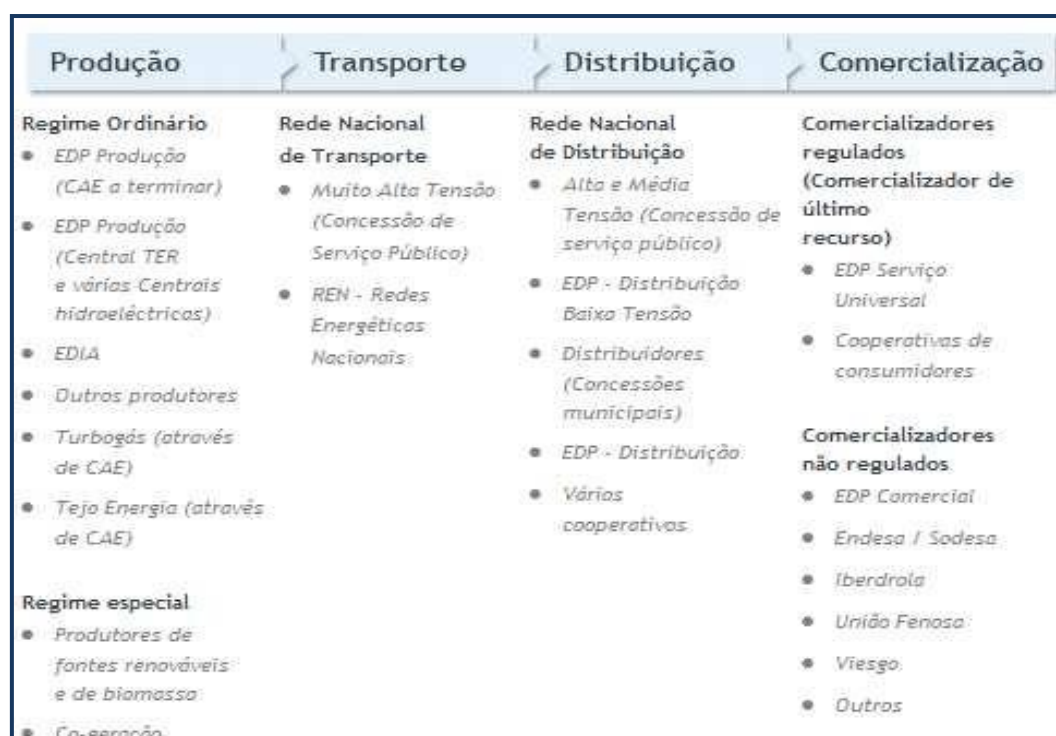 Produção
Regime Ordinário
• EDP Produção
(CAE a terminar)
• EDP Produção
(Central TER
e várias Centrais
hidroeléctricas)
• EDIA
• Outros produtores
• Turbogás (através
de CAE)
• Tejo Energia (através
de CAE)
Regime especial
• Produtores de
fontes renováveis
e de biomassa
• Co-geração
Transporte
Rede Nacional
de Transporte
• Muito Alta Tensão
(Concessão de
Serviço Público)
• REN - Redes
Energéticas
Nacionais
Distribuição
Rede Nacional
de Distribuição
• Alta e Média
Tensão (Concessão de
serviço público)
• EDP - Distribuição
Baixa Tensão
• Distribuidores
(Concessões
municipais)
• EDP - Distribuição
• Várias
cooperativas
Comercialização
Comercializadores
regulados
(Comercializador de
último
recurso)
• EDP Serviço
Universal
• Cooperativas de
consumidores
Comercializadores
não regulados
• EDP Comercial
• Endesa / Sodesa
• Iberdrola
• União Fenosa
• Viesgo
• Outros